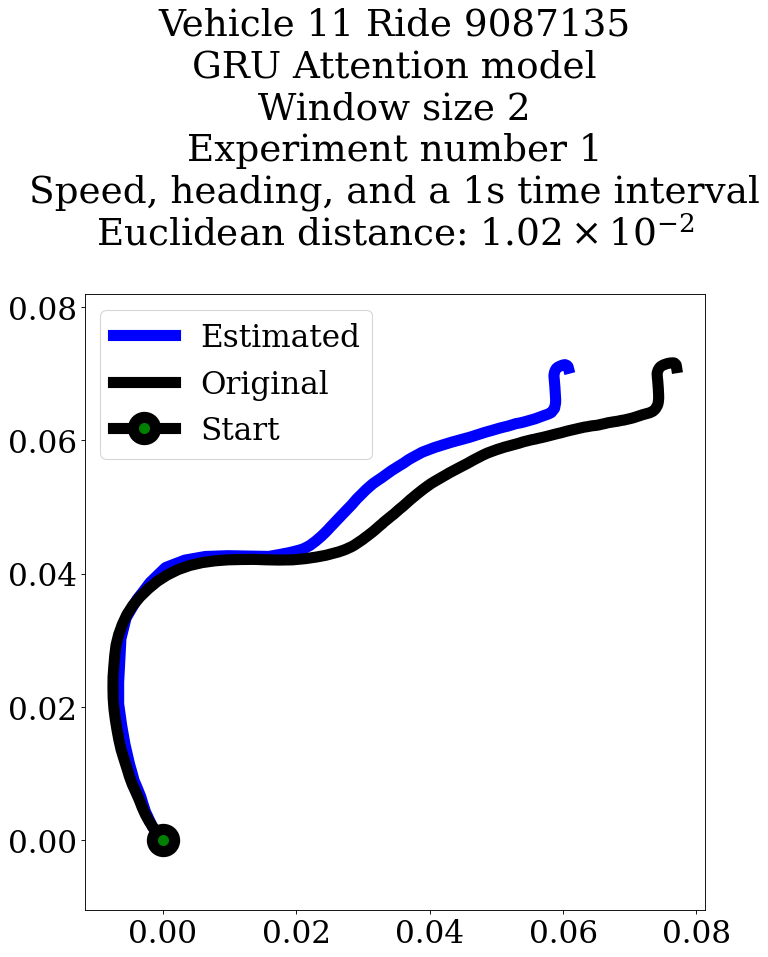 Vehicle 11 Ride 9087135
GRU Attention model
Window size 2
Experiment number 1
Speed, heading, and a 1s time interval
Euclidean distance: 1.02 × 10⁻²
0.08
Estimated
Original
Start
0.06
0.04
0.02
0.00
0.00 0.02 0.04 0.06 0.08